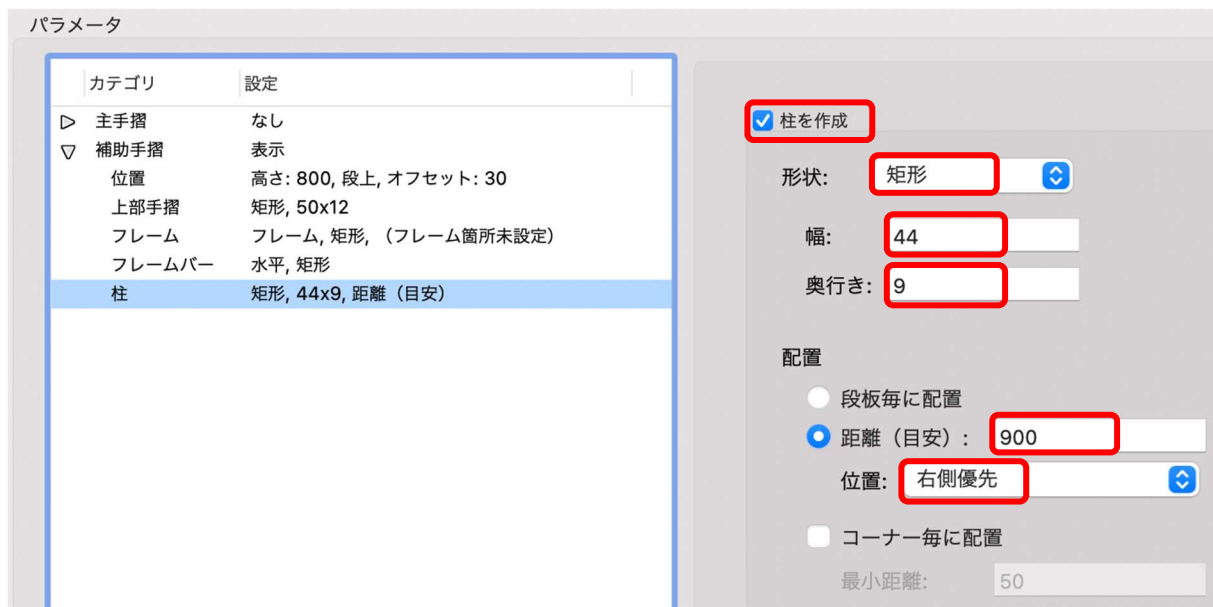 パラメータ
カテゴリ 設定
主手摺 なし
補助手摺 表示
位置 高さ: 800, 段上, オフセット: 30
上部手摺 矩形, 50x12
フレーム フレーム, 矩形, （フレーム箇所未設定）
フレームバー 水平, 矩形
柱 矩形, 44x9, 距離（目安）
柱を作成
形状: 矩形
幅: 44
奥行き: 9
配置
段板毎に配置
距離（目安）: 900
位置: 右側優先
コーナー毎に配置
最小距離: 50